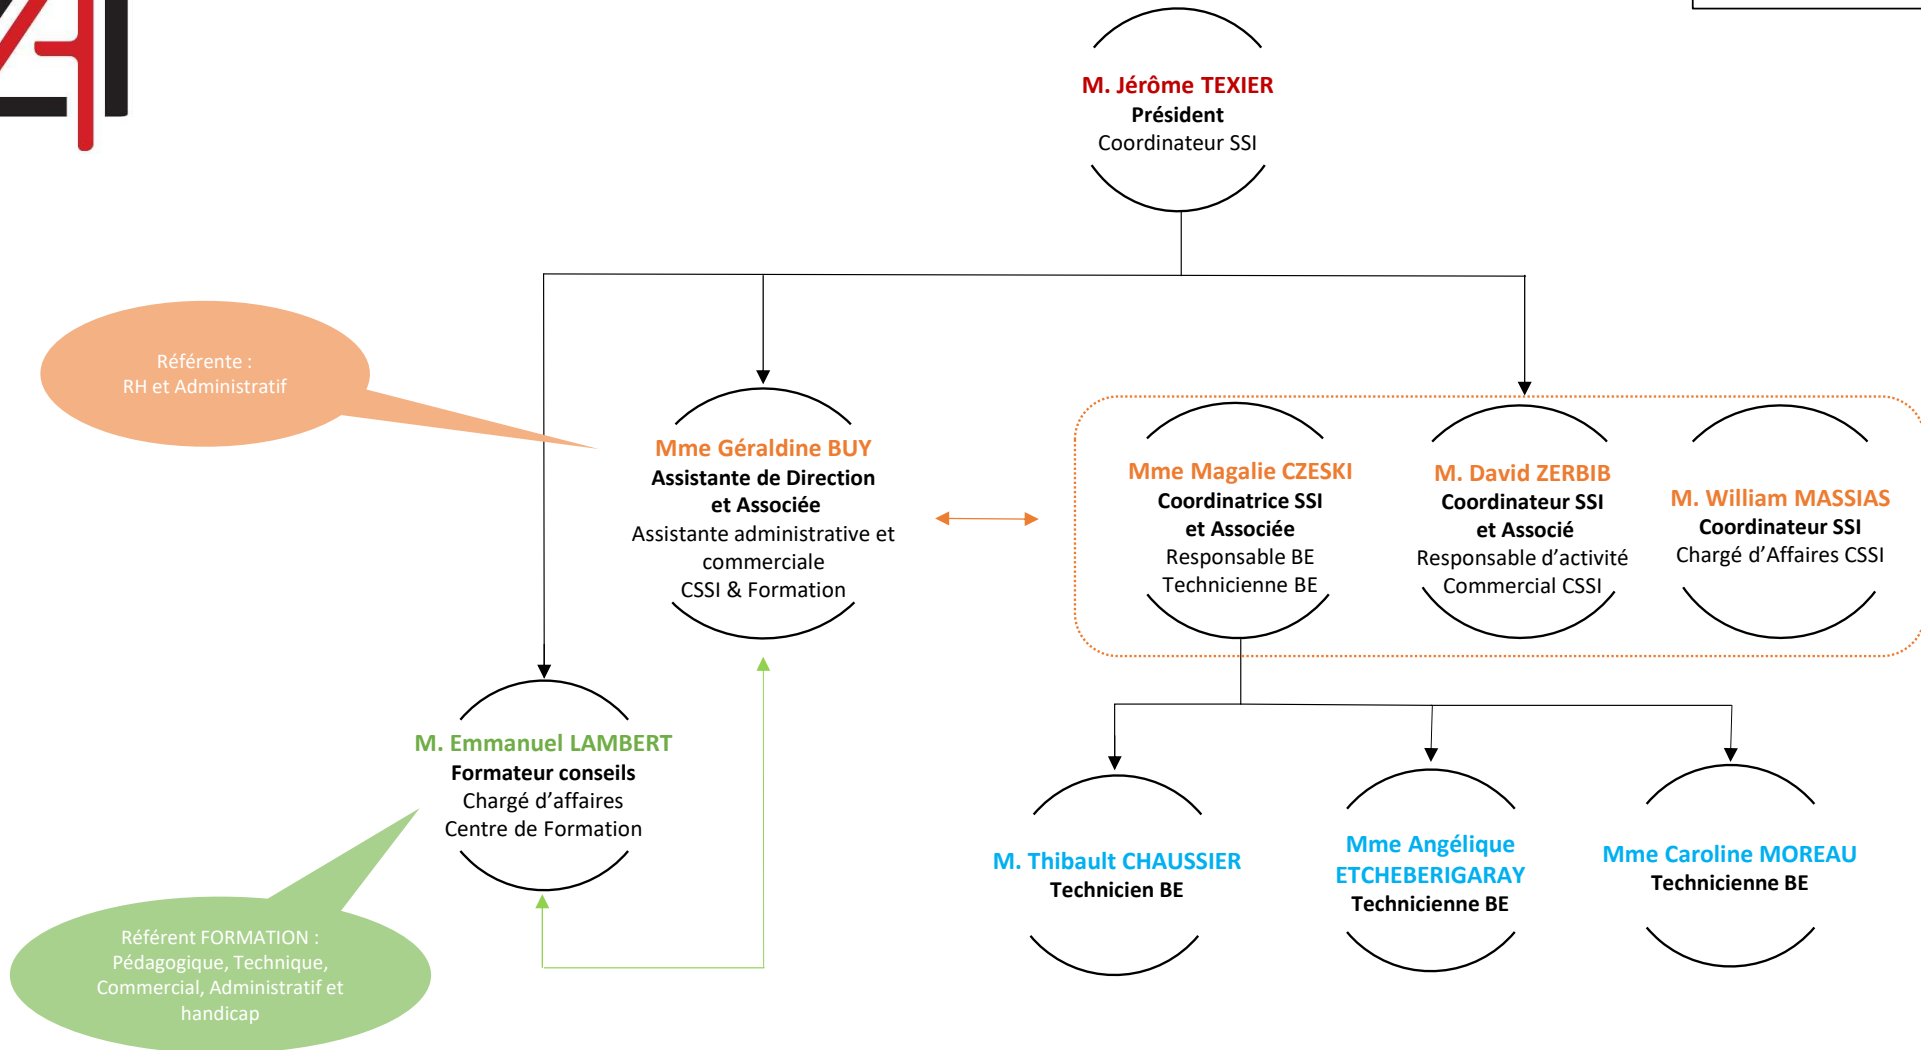 M. Jérôme TEXIER
Président
Coordinateur SSI
Référente :
RH et Administratif
Mme Géraldine BUY
Assistante de Direction
et Associée
Assistante administrative et
commerciale
CSSI & Formation
Mme Magalie CZESKI
Coordinatrice SSI
et Associée
Responsable BE
Technicienne BE
M. David ZERBIB
Coordinateur SSI
et Associé
Responsable d’activité
Commercial CSSI
M. William MASSIAS
Coordinateur SSI
Chargé d’Affaires CSSI
M. Emmanuel LAMBERT
Formateur conseils
Chargé d’affaires
Centre de Formation
M. Thibault CHAUSSIER
Technicien BE
Mme Angélique
ETCHEBERIGARAY
Technicienne BE
Mme Caroline MOREAU
Technicienne BE
Référent FORMATION :
Pédagogique, Technique,
Commercial, Administratif et
handicap